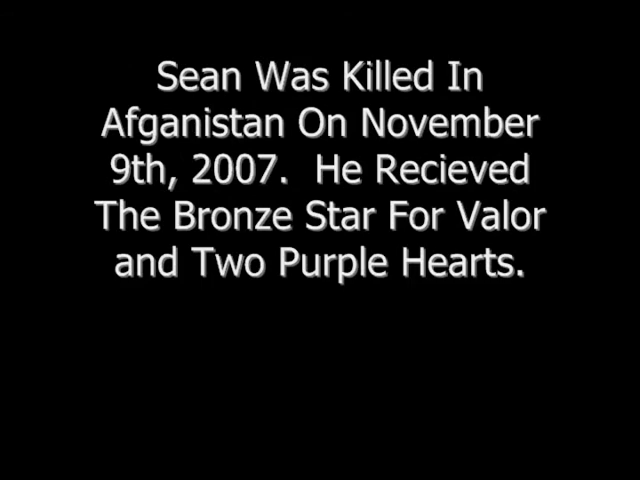 Sean Was Killed In
Afganistan On November
9th, 2007.  He Recieved
The Bronze Star For Valor
and Two Purple Hearts.